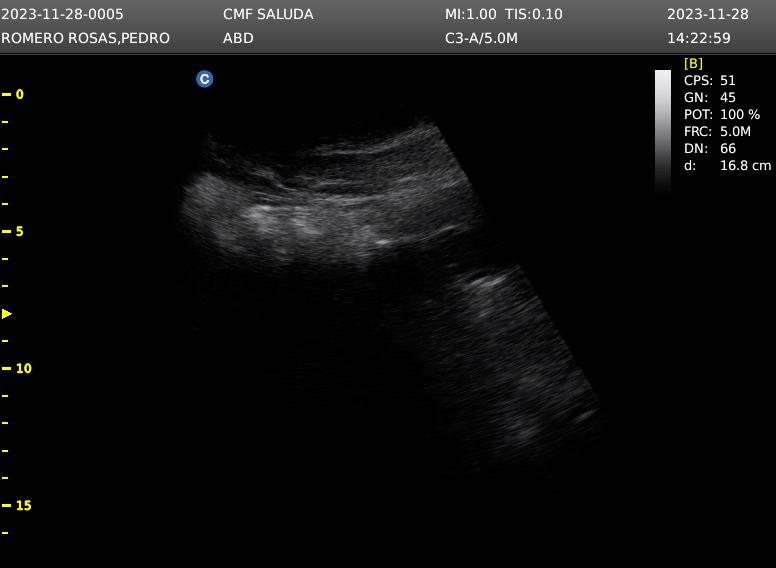 2023-11-28-0005 CMF SALUDA MI:1.00 TIS:0.10 2023-11-28
ROMERO ROSAS,PEDRO ABD C3-A/5.0M 14:22:59
C
[B]
CPS: 51
GN: 45
POT: 100 %
FRC: 5.0M
DN: 66
d: 16.8 cm
0
5
10
15